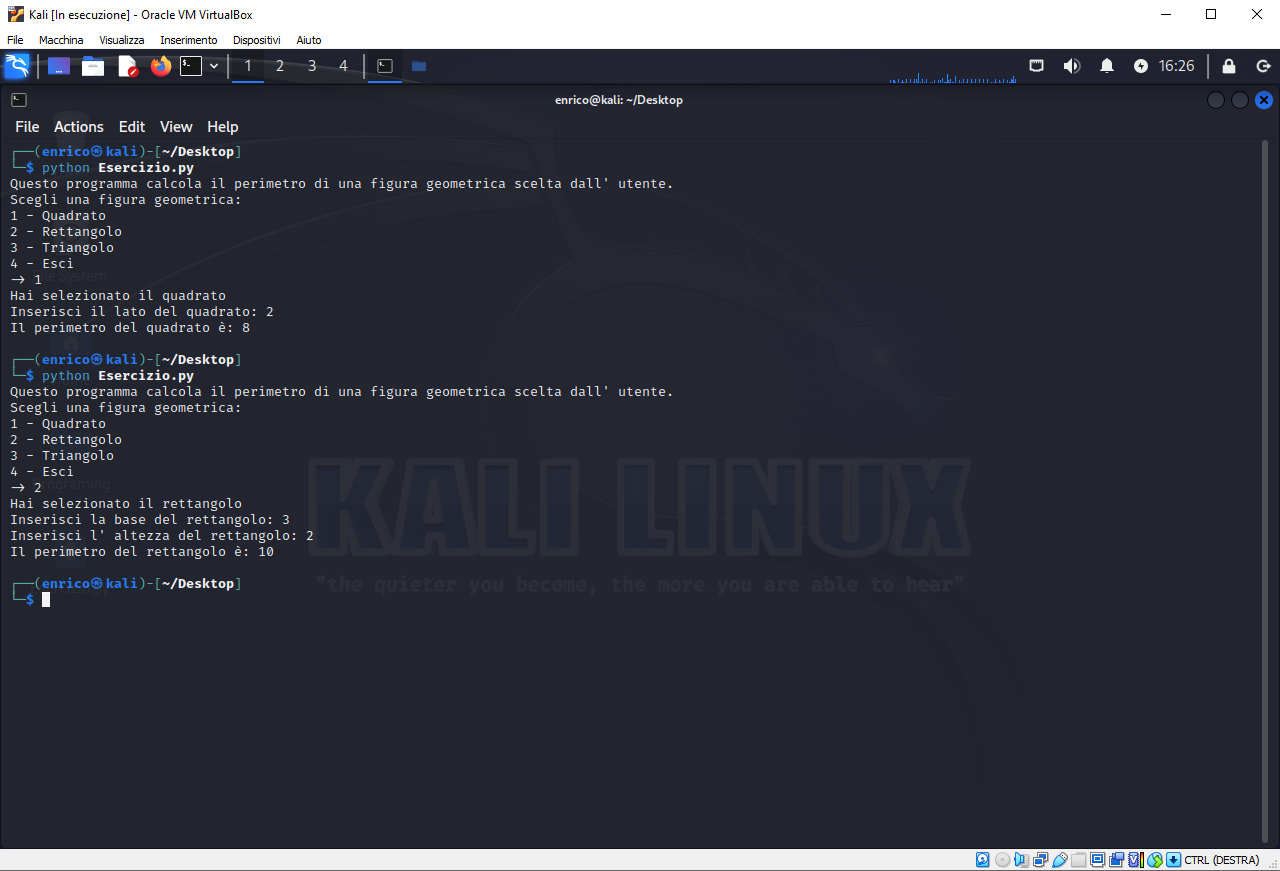 Kali [In esecuzione] - Oracle VM VirtualBox
File Macchina Visualizza Inserimento Dispositivi Aiuto
1 2 3 4 16:26
enrico@kali: ~/Desktop
File Actions Edit View Help
┌──(enrico㉿kali)-[~/Desktop]
└─$ python Esercizio.py
Questo programma calcola il perimetro di una figura geometrica scelta dall' utente.
Scegli una figura geometrica:
1 - Quadrato
2 - Rettangolo
3 - Triangolo
4 - Esci
→ 1
Hai selezionato il quadrato
Inserisci il lato del quadrato: 2
Il perimetro del quadrato è: 8
┌──(enrico㉿kali)-[~/Desktop]
└─$ python Esercizio.py
Questo programma calcola il perimetro di una figura geometrica scelta dall' utente.
Scegli una figura geometrica:
1 - Quadrato
2 - Rettangolo
3 - Triangolo
4 - Esci
→ 2
Hai selezionato il rettangolo
Inserisci la base del rettangolo: 3
Inserisci l' altezza del rettangolo: 2
Il perimetro del rettangolo è: 10
┌──(enrico㉿kali)-[~/Desktop]
└─$
KALI LINUX
"the quieter you become, the more you are able to hear"
CTRL (DESTRA)